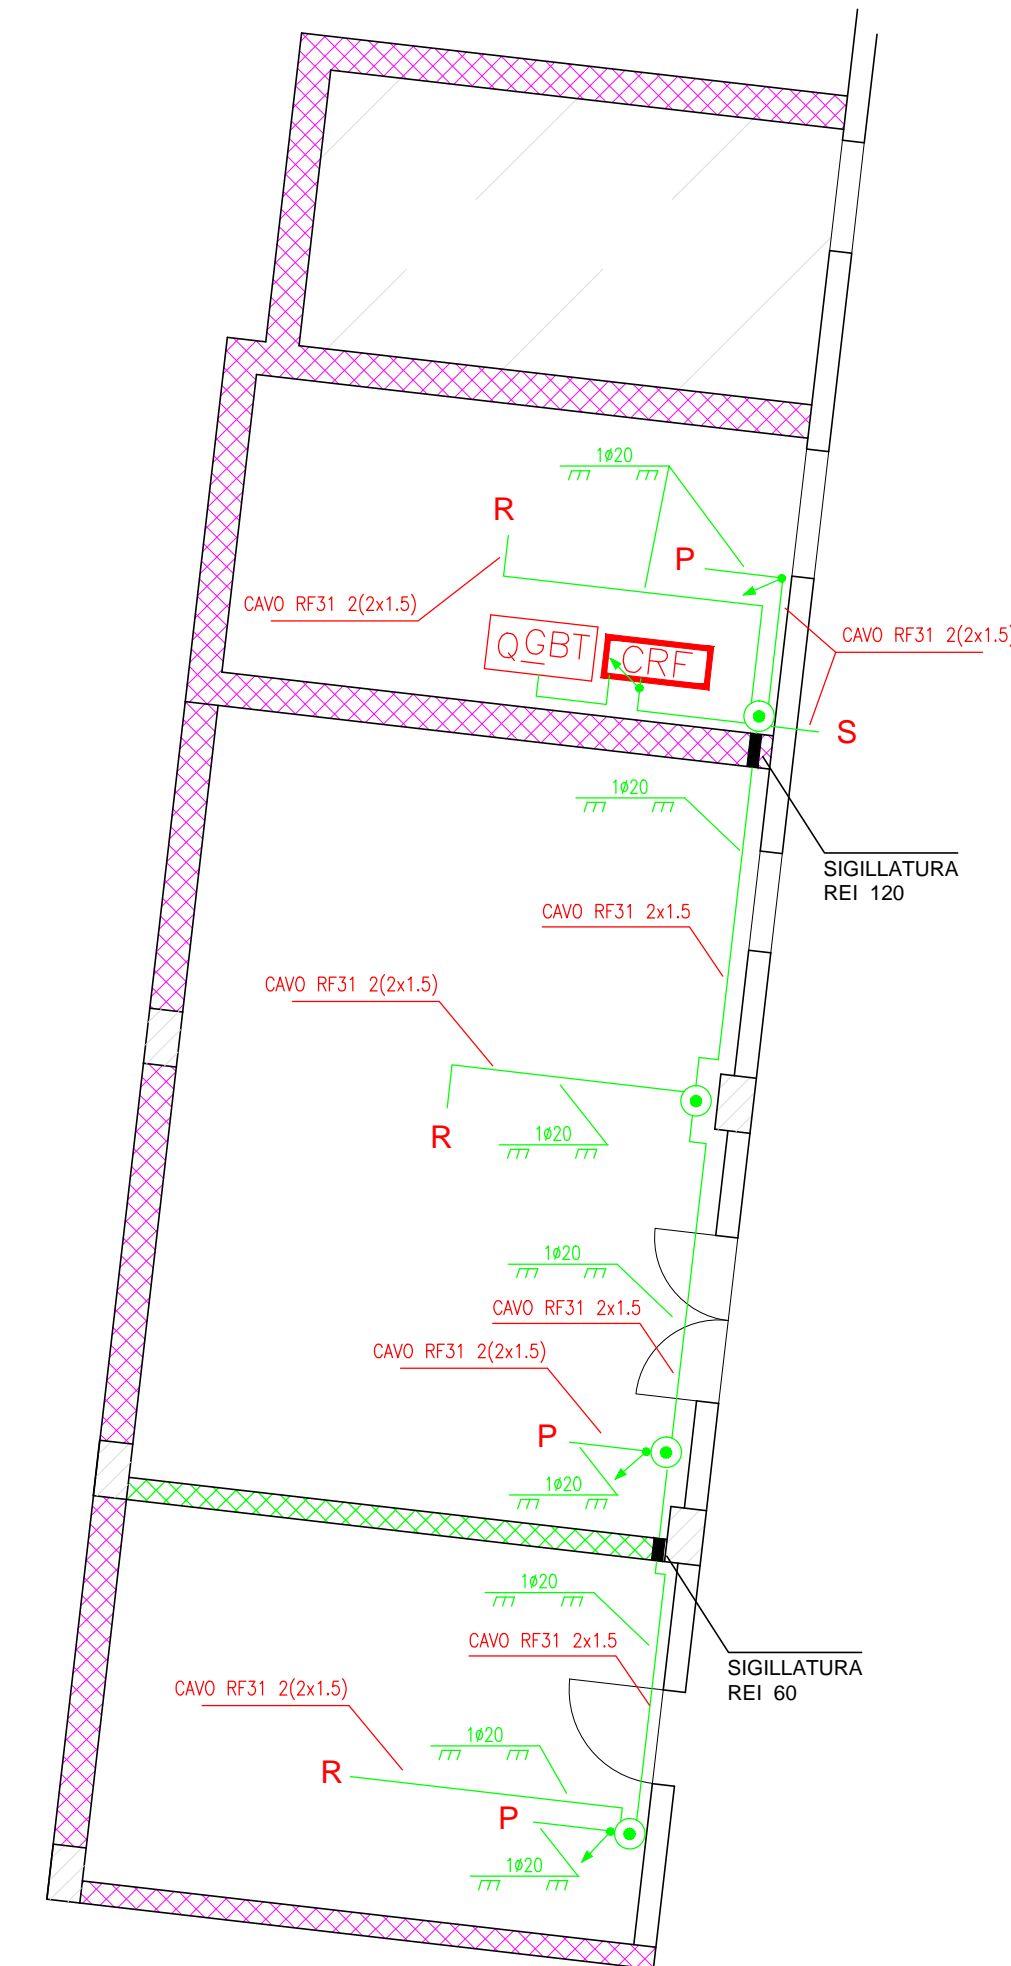 1ø20
R
P
CAVO RF31 2(2x1.5)
CAVO RF31 2(2x1.5)
QGBT
CRF
S
1ø20
SIGILLATURA
REI 120
CAVO RF31 2x1.5
CAVO RF31 2(2x1.5)
R
1ø20
1ø20
CAVO RF31 2x1.5
CAVO RF31 2(2x1.5)
P
1ø20
1ø20
CAVO RF31 2x1.5
SIGILLATURA
REI 60
CAVO RF31 2(2x1.5)
1ø20
R
P
1ø20